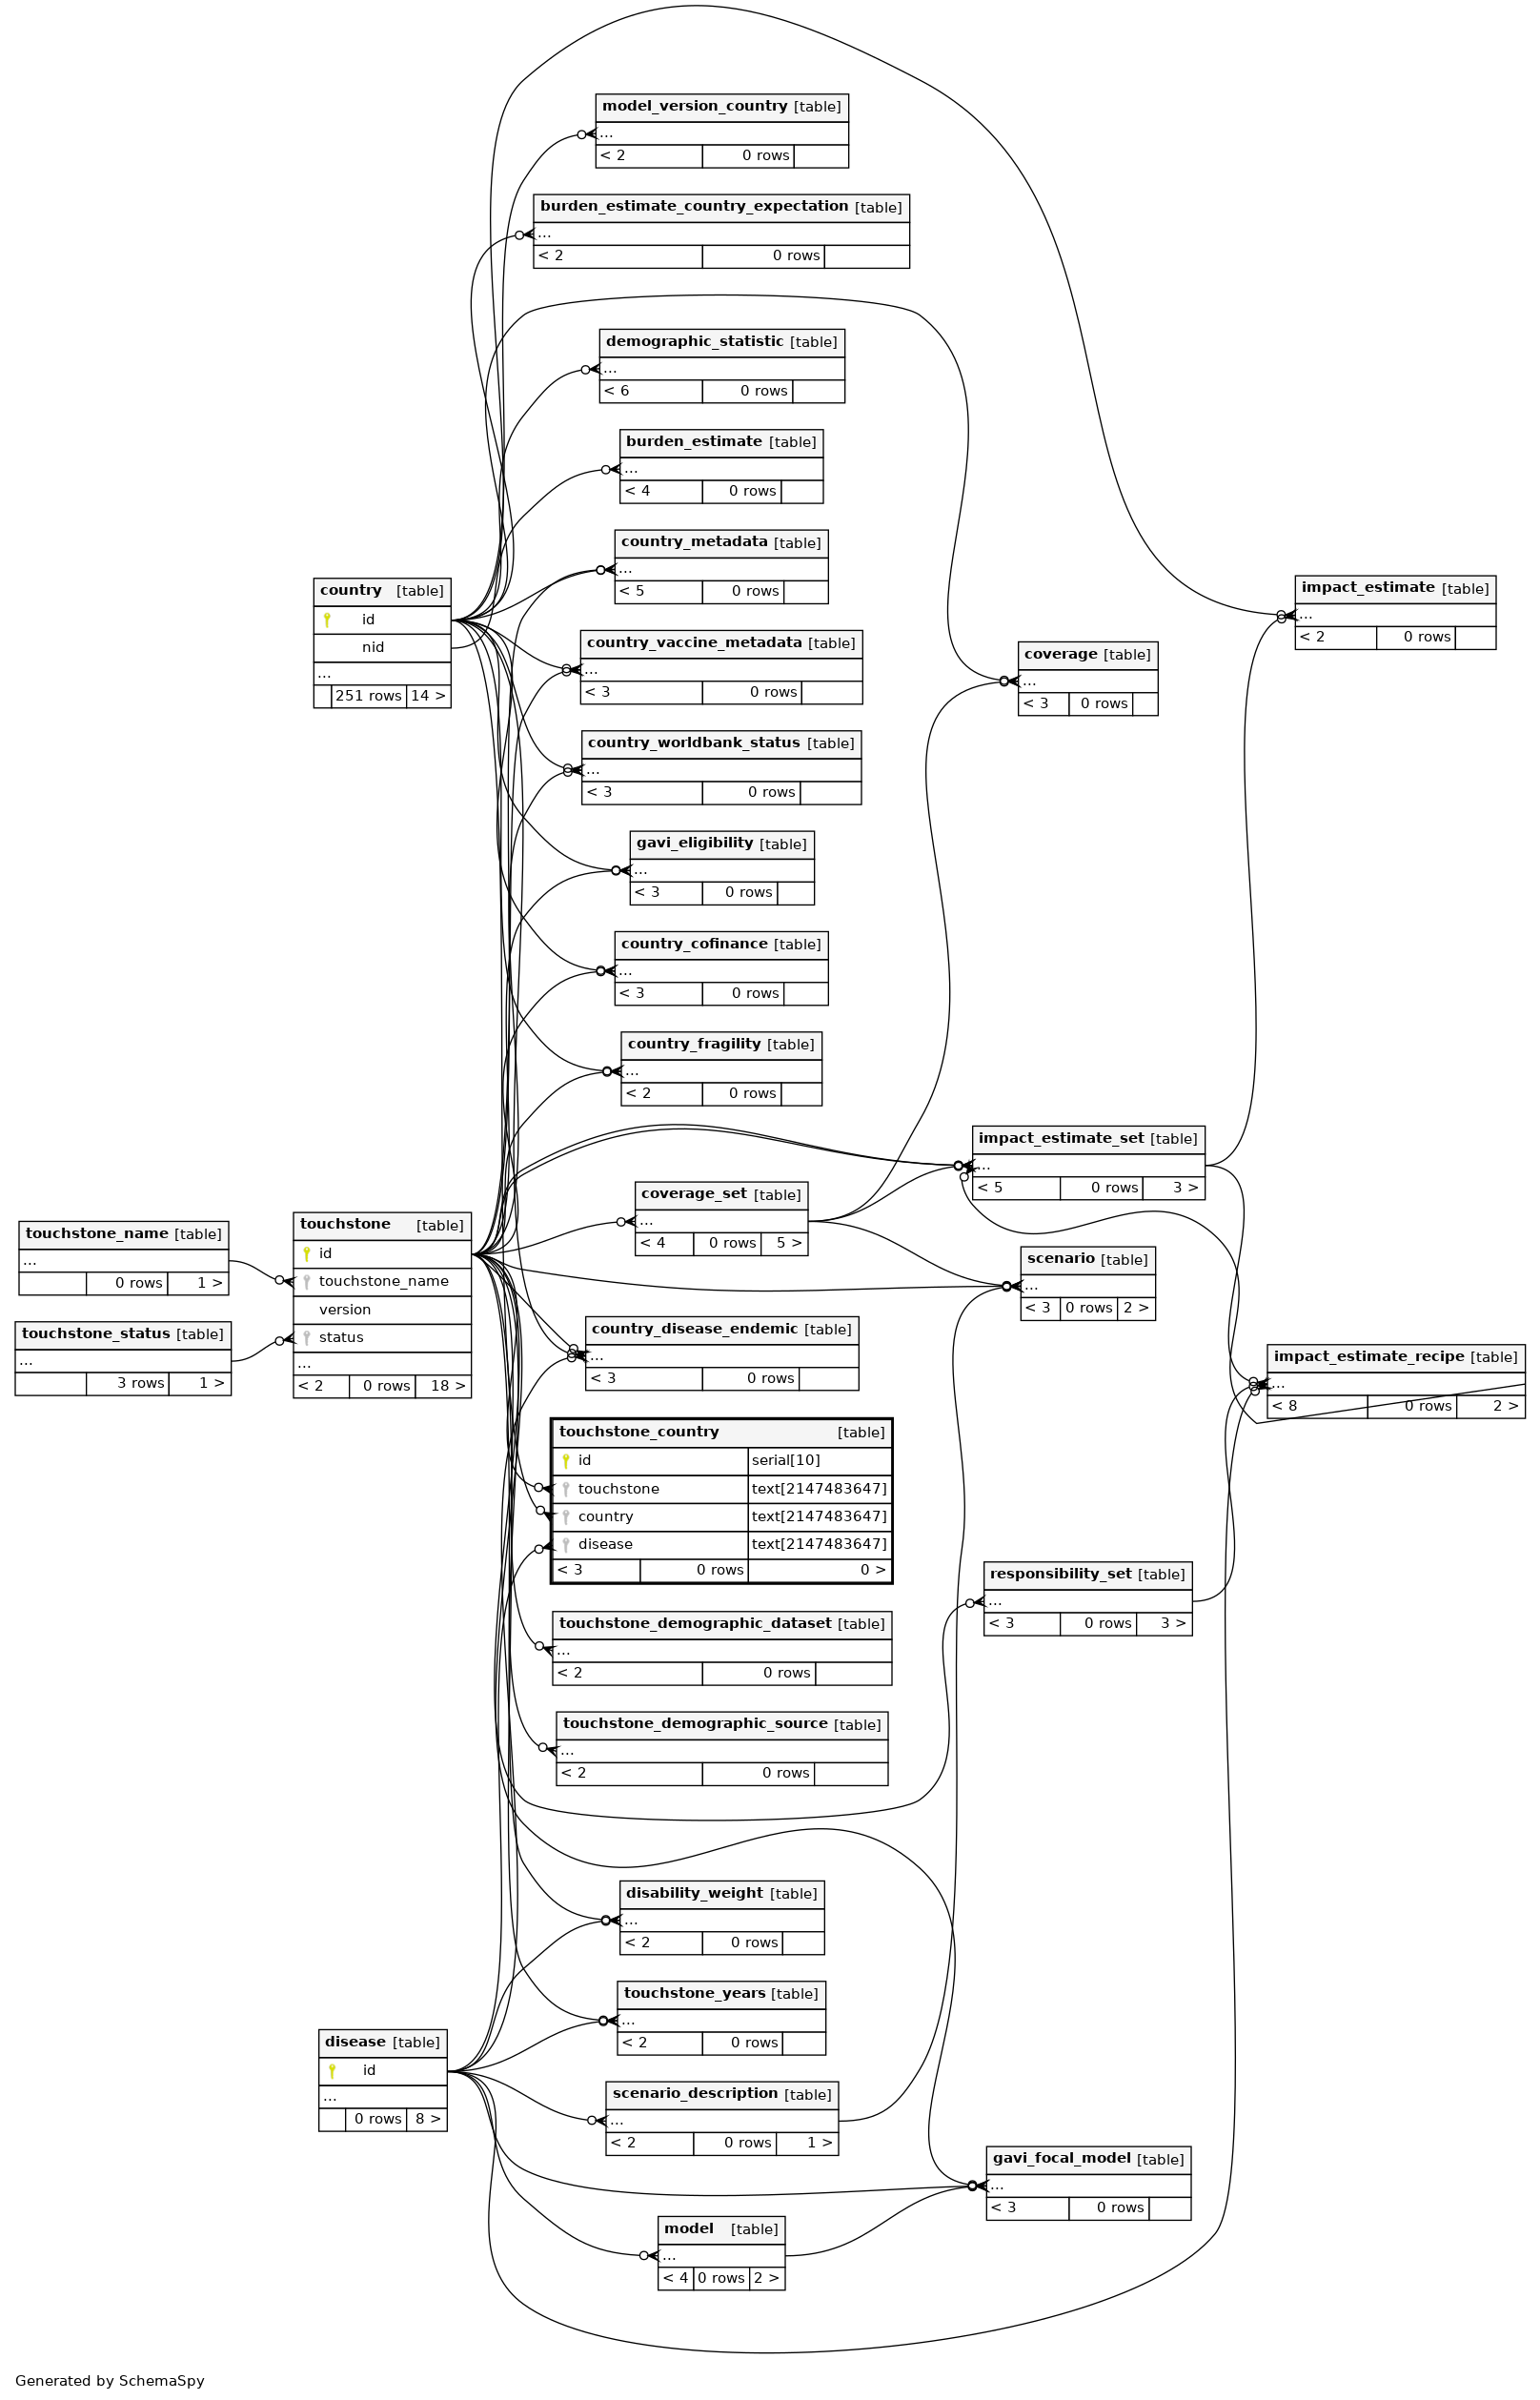 model_version_country [table]
...
< 2 0 rows
burden_estimate_country_expectation [table]
...
< 2 0 rows
demographic_statistic [table]
...
< 6 0 rows
burden_estimate [table]
...
< 4 0 rows
country_metadata [table]
...
< 5 0 rows
country [table]
id
nid
...
251 rows 14 >
country_vaccine_metadata [table]
...
< 3 0 rows
coverage [table]
...
< 3 0 rows
impact_estimate [table]
...
< 2 0 rows
country_worldbank_status [table]
...
< 3 0 rows
gavi_eligibility [table]
...
< 3 0 rows
country_cofinance [table]
...
< 3 0 rows
country_fragility [table]
...
< 2 0 rows
impact_estimate_set [table]
...
< 5 0 rows 3 >
coverage_set [table]
...
< 4 0 rows 5 >
touchstone_name [table]
...
0 rows 1 >
touchstone_status [table]
...
3 rows 1 >
touchstone [table]
id
touchstone_name
version
status
...
< 2 0 rows 18 >
scenario [table]
...
< 3 0 rows 2 >
country_disease_endemic [table]
...
< 3 0 rows
impact_estimate_recipe [table]
...
< 8 0 rows 2 >
touchstone_country [table]
id serial[10]
touchstone text[2147483647]
country text[2147483647]
disease text[2147483647]
< 3 0 rows 0 >
responsibility_set [table]
...
< 3 0 rows 3 >
touchstone_demographic_dataset [table]
...
< 2 0 rows
touchstone_demographic_source [table]
...
< 2 0 rows
disability_weight [table]
...
< 2 0 rows
touchstone_years [table]
...
< 2 0 rows
disease [table]
id
...
0 rows 8 >
scenario_description [table]
...
< 2 0 rows 1 >
gavi_focal_model [table]
...
< 3 0 rows
model [table]
...
< 4 0 rows 2 >
Generated by SchemaSpy